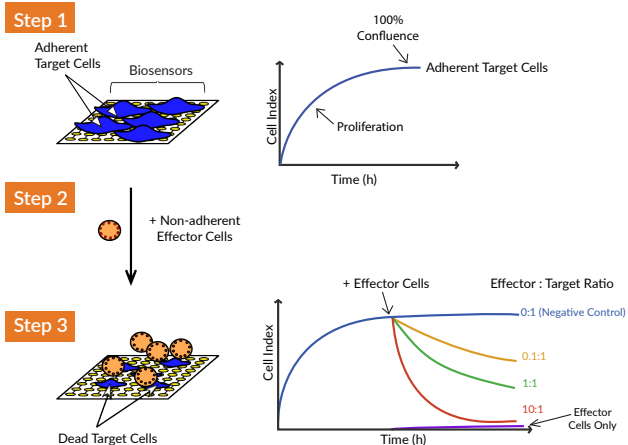 Step 1
Adherent
Target Cells
Biosensors
100%
Confluence
Adherent Target Cells
Proliferation
Cell Index
Time (h)
Step 2
+ Non-adherent
Effector Cells
Step 3
Dead Target Cells
+ Effector Cells
Effector : Target Ratio
0:1 (Negative Control)
0.1:1
1:1
10:1
Effector
Cells Only
Cell Index
Time (h)